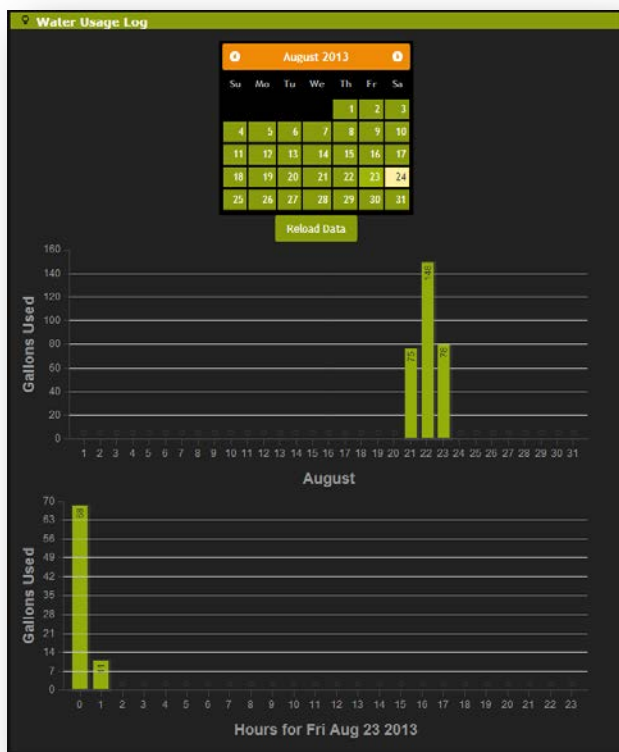 Water Usage Log
August 2013
Su Mo Tu We Th Fr Sa
1 2 3
4 5 6 7 8 9 10
11 12 13 14 15 16 17
18 19 20 21 22 23 24
25 26 27 28 29 30 31
Reload Data
160
140
120
100
80
60
40
20
0
Gallons Used
75
1 2 3 4 5 6 7 8 9 10 11 12 13 14 15 16 17 18 19 20 21 22 23 24 25 26 27 28 29 30 31
August
70
63
56
49
42
35
28
21
14
7
0
Gallons Used
68 11
0 1 2 3 4 5 6 7 8 9 10 11 12 13 14 15 16 17 18 19 20 21 22 23
Hours for Fri Aug 23 2013